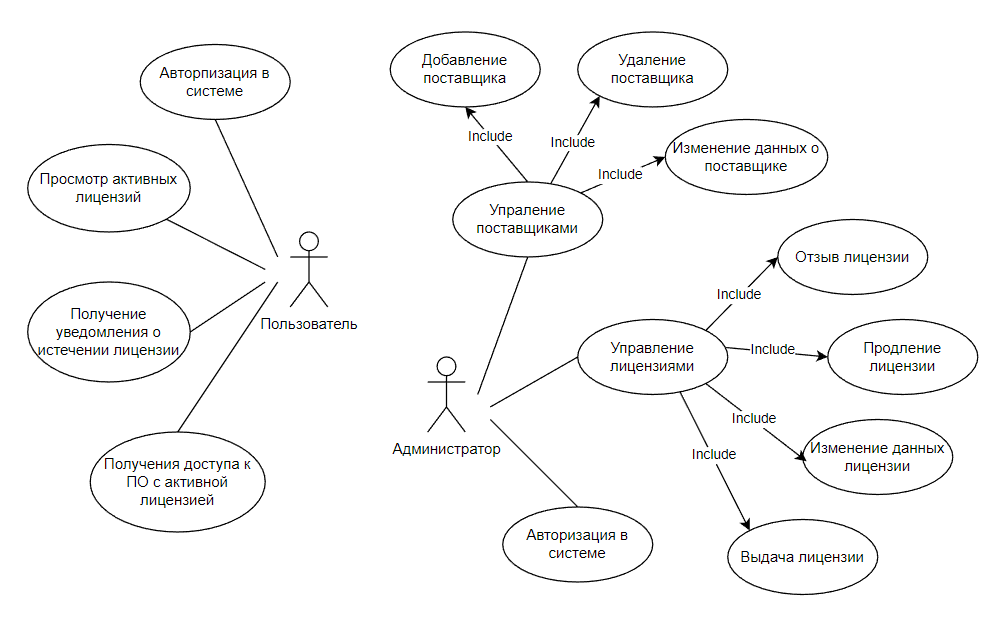 Авторпизация в
системе
Просмотр активных
лицензий
Получение
уведомления о
истечении лицензии
Получения доступа к
ПО с активной
лицензией
Пользователь
Добавление
поставщика
Удаление
поставщика
Изменение данных о
поставщике
Include
Include
Include
Упраление
поставщиками
Администратор
Управление
лицензиями
Авторизация в
системе
Include
Include
Include
Include
Отзыв лицензии
Продление
лицензии
Изменение данных
лицензии
Выдача лицензии